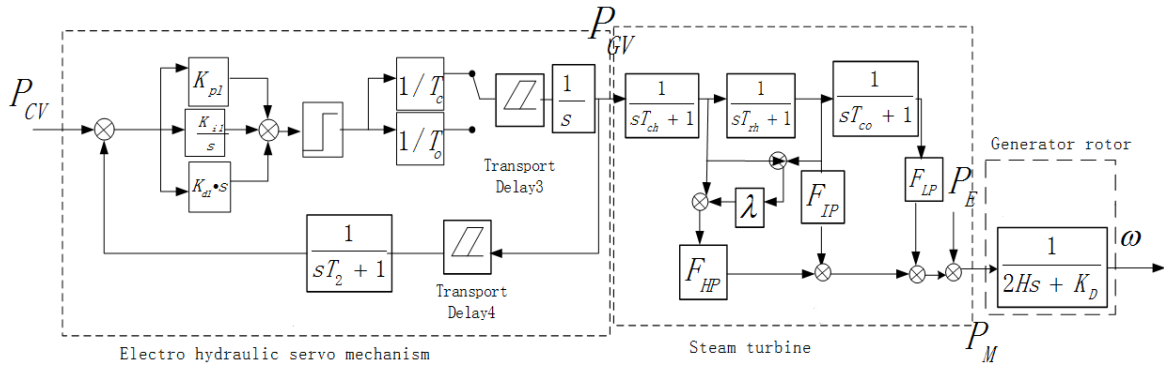 P_CV
K_p1
K_i1
s
K_d1•s
1/T_c
1/T_o
Transport
Delay3
1
s
1
sT_2 + 1
Transport
Delay4
Electro hydraulic servo mechanism
P_GV
1
sT_ch + 1
1
sT_rh + 1
1
sT_co + 1
λ
F_HP
F_IP
F_LP
P_E
Steam turbine
P_M
Generator rotor
1
2Hs + K_D
ω